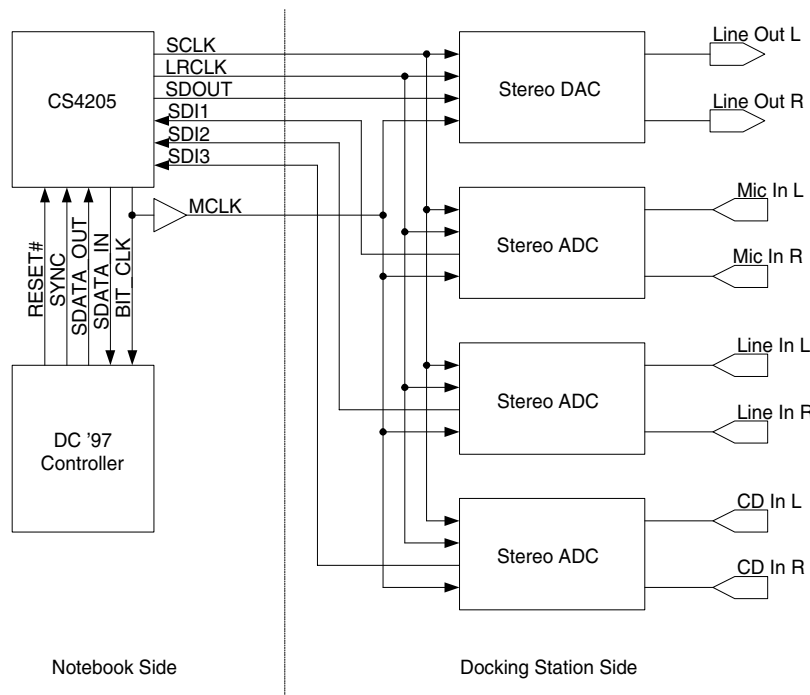 SCLK
LRCLK
SDOUT
SDI1
SDI2
SDI3
CS4205
MCLK
RESET#
SYNC
SDATA_OUT
SDATA_IN
BIT_CLK
DC '97
Controller
Stereo DAC
Line Out L
Line Out R
Stereo ADC
Mic In L
Mic In R
Stereo ADC
Line In L
Line In R
Stereo ADC
CD In L
CD In R
Notebook Side
Docking Station Side